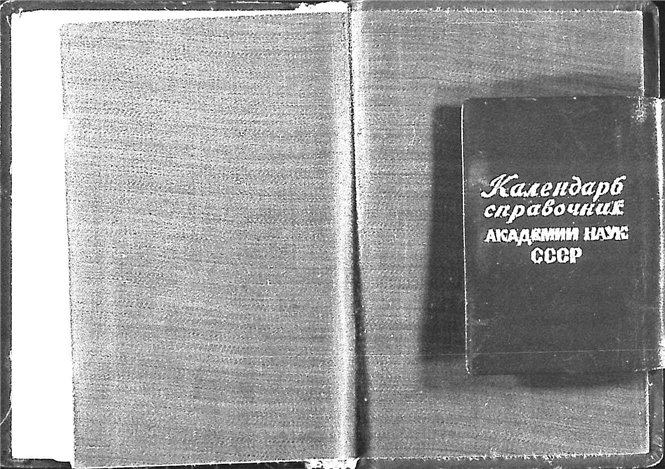 Календарь
справочник
АКАДЕМИИ НАУК
СССР